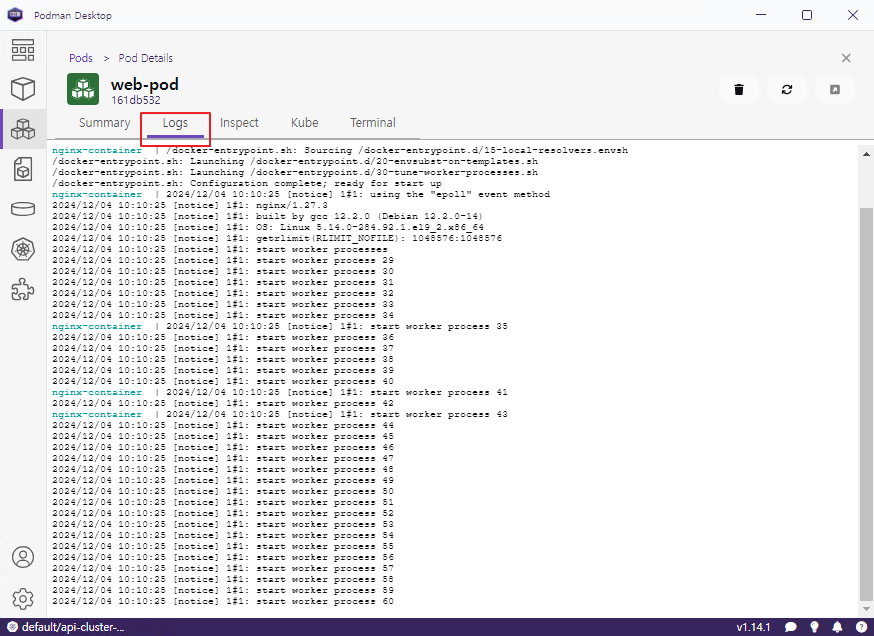 Podman Desktop
Pods > Pod Details
web-pod
161db532
Summary Logs Inspect Kube Terminal
nginx-container | /docker-entrypoint.sh: Sourcing /docker-entrypoint.d/15-local-resolvers.envsh
/docker-entrypoint.sh: Launching /docker-entrypoint.d/20-envsubst-on-templates.sh
/docker-entrypoint.sh: Launching /docker-entrypoint.d/30-tune-worker-processes.sh
/docker-entrypoint.sh: Configuration complete; ready for start up
nginx-container | 2024/12/04 10:10:25 [notice] 1#1: using the "epoll" event method
2024/12/04 10:10:25 [notice] 1#1: nginx/1.27.3
2024/12/04 10:10:25 [notice] 1#1: built by gcc 12.2.0 (Debian 12.2.0-14)
2024/12/04 10:10:25 [notice] 1#1: OS: Linux 5.14.0-284.92.1.el9_2.x86_64
2024/12/04 10:10:25 [notice] 1#1: getrlimit(RLIMIT_NOFILE): 1048576:1048576
2024/12/04 10:10:25 [notice] 1#1: start worker processes
2024/12/04 10:10:25 [notice] 1#1: start worker process 29
2024/12/04 10:10:25 [notice] 1#1: start worker process 30
2024/12/04 10:10:25 [notice] 1#1: start worker process 31
2024/12/04 10:10:25 [notice] 1#1: start worker process 32
2024/12/04 10:10:25 [notice] 1#1: start worker process 33
2024/12/04 10:10:25 [notice] 1#1: start worker process 34
nginx-container | 2024/12/04 10:10:25 [notice] 1#1: start worker process 35
2024/12/04 10:10:25 [notice] 1#1: start worker process 36
2024/12/04 10:10:25 [notice] 1#1: start worker process 37
2024/12/04 10:10:25 [notice] 1#1: start worker process 38
2024/12/04 10:10:25 [notice] 1#1: start worker process 39
2024/12/04 10:10:25 [notice] 1#1: start worker process 40
nginx-container | 2024/12/04 10:10:25 [notice] 1#1: start worker process 41
2024/12/04 10:10:25 [notice] 1#1: start worker process 42
nginx-container | 2024/12/04 10:10:25 [notice] 1#1: start worker process 43
2024/12/04 10:10:25 [notice] 1#1: start worker process 44
2024/12/04 10:10:25 [notice] 1#1: start worker process 45
2024/12/04 10:10:25 [notice] 1#1: start worker process 46
2024/12/04 10:10:25 [notice] 1#1: start worker process 47
2024/12/04 10:10:25 [notice] 1#1: start worker process 48
2024/12/04 10:10:25 [notice] 1#1: start worker process 49
2024/12/04 10:10:25 [notice] 1#1: start worker process 50
2024/12/04 10:10:25 [notice] 1#1: start worker process 51
2024/12/04 10:10:25 [notice] 1#1: start worker process 52
2024/12/04 10:10:25 [notice] 1#1: start worker process 53
2024/12/04 10:10:25 [notice] 1#1: start worker process 54
2024/12/04 10:10:25 [notice] 1#1: start worker process 55
2024/12/04 10:10:25 [notice] 1#1: start worker process 56
2024/12/04 10:10:25 [notice] 1#1: start worker process 57
2024/12/04 10:10:25 [notice] 1#1: start worker process 58
2024/12/04 10:10:25 [notice] 1#1: start worker process 59
2024/12/04 10:10:25 [notice] 1#1: start worker process 60
default/api-cluster-... v1.14.1